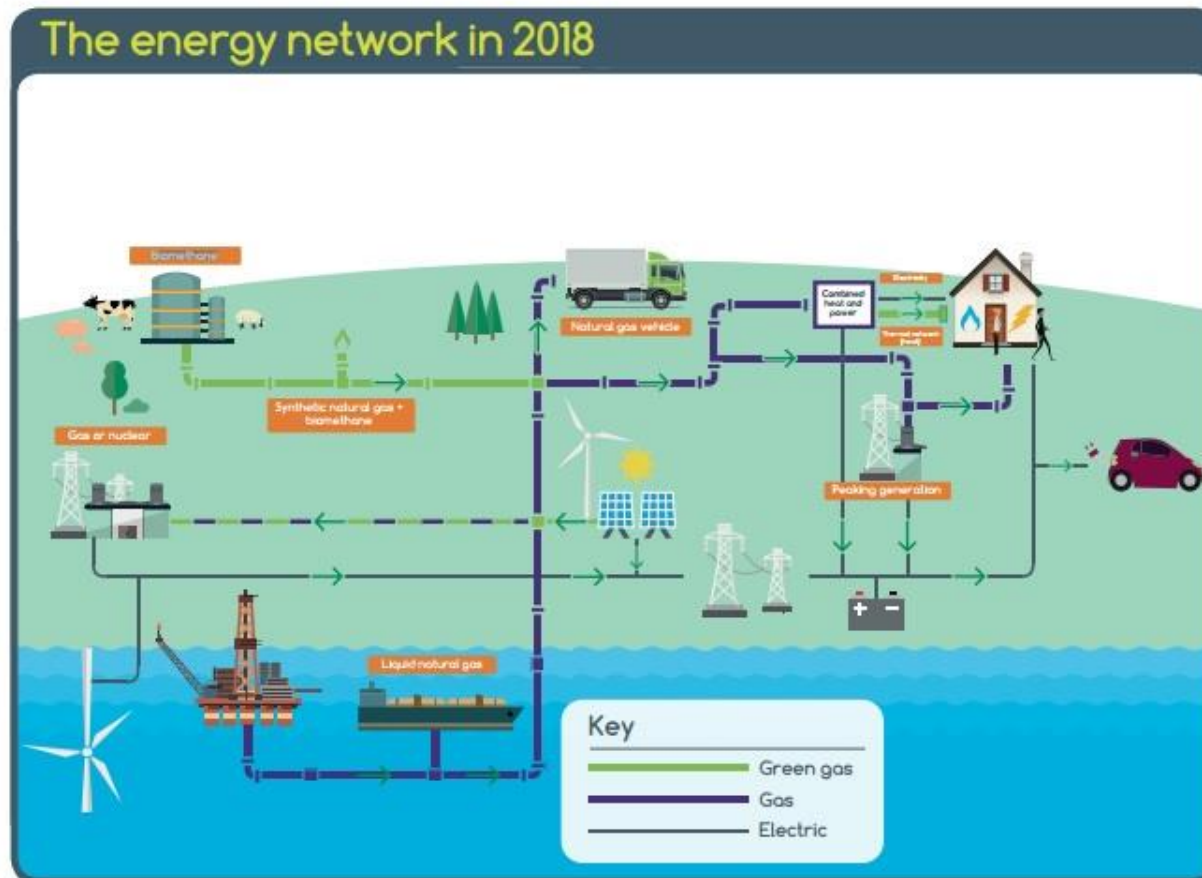 The energy network in 2018
Biomethane
Natural gas vehicle
Combined
heat and
power
Electricity
Thermal network
(heat)
Synthetic natural gas +
biomethane
Gas or nuclear
Peaking generation
+ −
Liquid natural gas
Key
Green gas
Gas
Electric